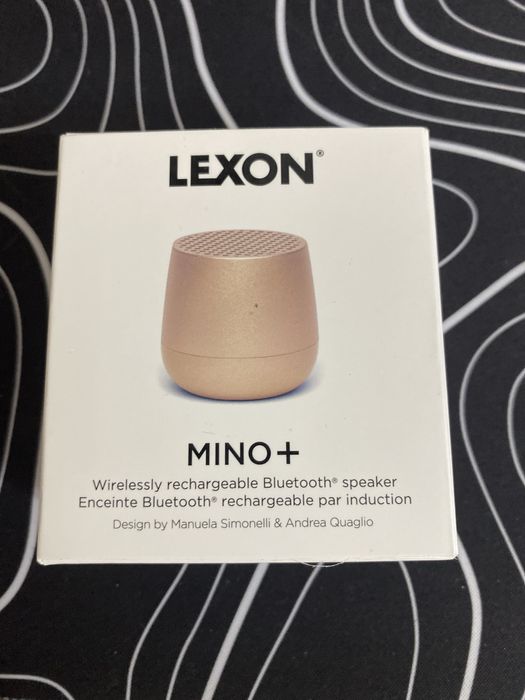 LEXON®
MINO+
Wirelessly rechargeable Bluetooth® speaker
Enceinte Bluetooth® rechargeable par induction
Design by Manuela Simonelli & Andrea Quaglio